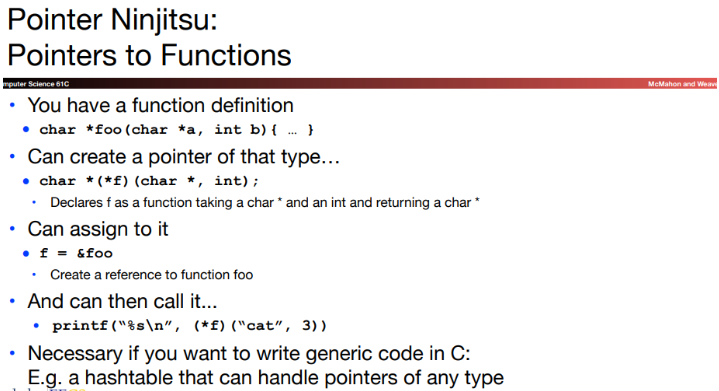 Pointer Ninjitsu:
Pointers to Functions
mputer Science 61C
McMahon and Weave
• You have a function definition
• char *foo(char *a, int b){ … }
• Can create a pointer of that type…
• char *(*f)(char *, int);
• Declares f as a function taking a char * and an int and returning a char *
• Can assign to it
• f = &foo
• Create a reference to function foo
• And can then call it...
• printf(“%s\n”, (*f)(“cat”, 3))
• Necessary if you want to write generic code in C:
E.g. a hashtable that can handle pointers of any type